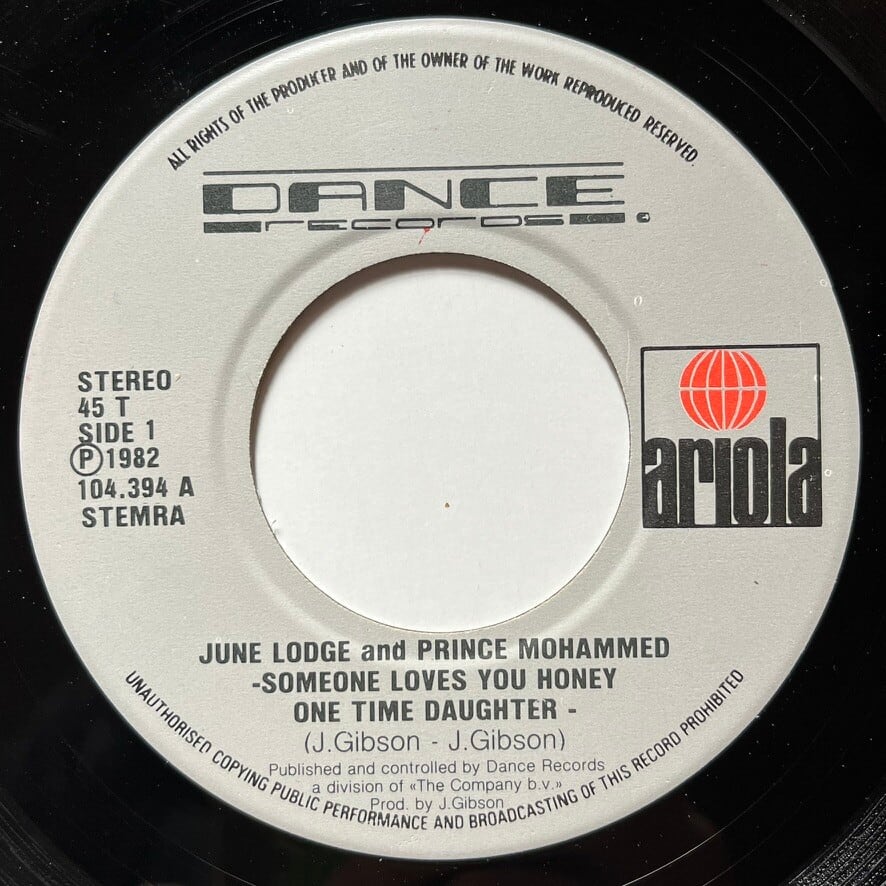 ALL RIGHTS OF THE PRODUCER AND OF THE OWNER OF THE WORK REPRODUCED RESERVED.
DANCE
records.
STEREO
45 T
SIDE 1
Ⓟ1982
104.394 A
STEMRA
ariola
JUNE LODGE and PRINCE MOHAMMED
-SOMEONE LOVES YOU HONEY
ONE TIME DAUGHTER -
(J.Gibson - J.Gibson)
Published and controlled by Dance Records
a division of «The Company b.v.»
Prod. by J.Gibson
UNAUTHORISED COPYING PUBLIC PERFORMANCE AND BROADCASTING OF THIS RECORD PROHIBITED